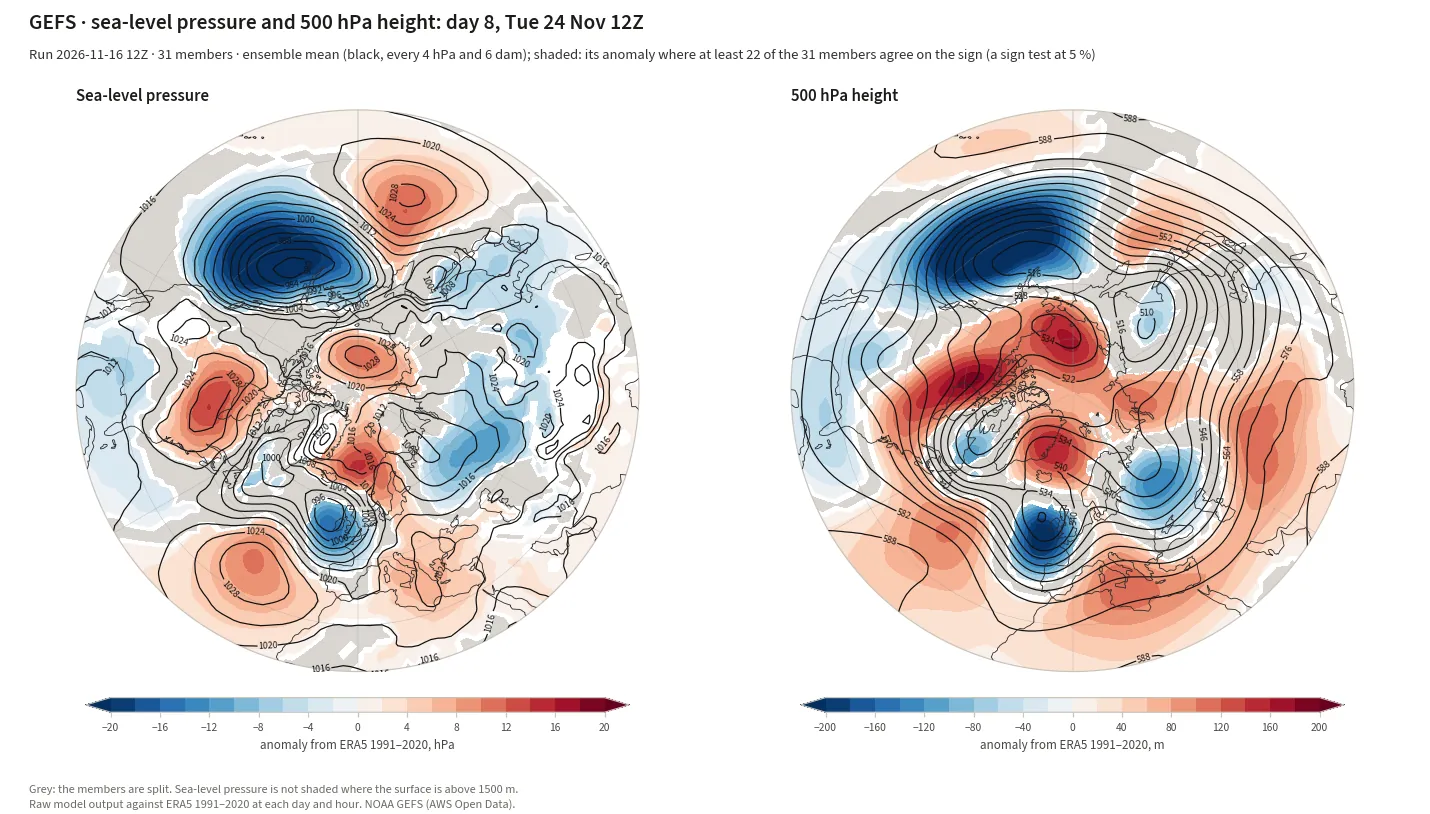 GEFS · sea-level pressure and 500 hPa height: day 8, Tue 24 Nov 12Z
Run 2026-11-16 12Z · 31 members · ensemble mean (black, every 4 hPa and 6 dam); shaded: its anomaly where at least 22 of the 31 members agree on the sign (a sign test at 5 %)
Sea-level pressure
500 hPa height
−20 −16 −12 −8 −4 0 4 8 12 16 20
anomaly from ERA5 1991–2020, hPa
−200 −160 −120 −80 −40 0 40 80 120 160 200
anomaly from ERA5 1991–2020, m
Grey: the members are split. Sea-level pressure is not shaded where the surface is above 1500 m.
Raw model output against ERA5 1991–2020 at each day and hour. NOAA GEFS (AWS Open Data).